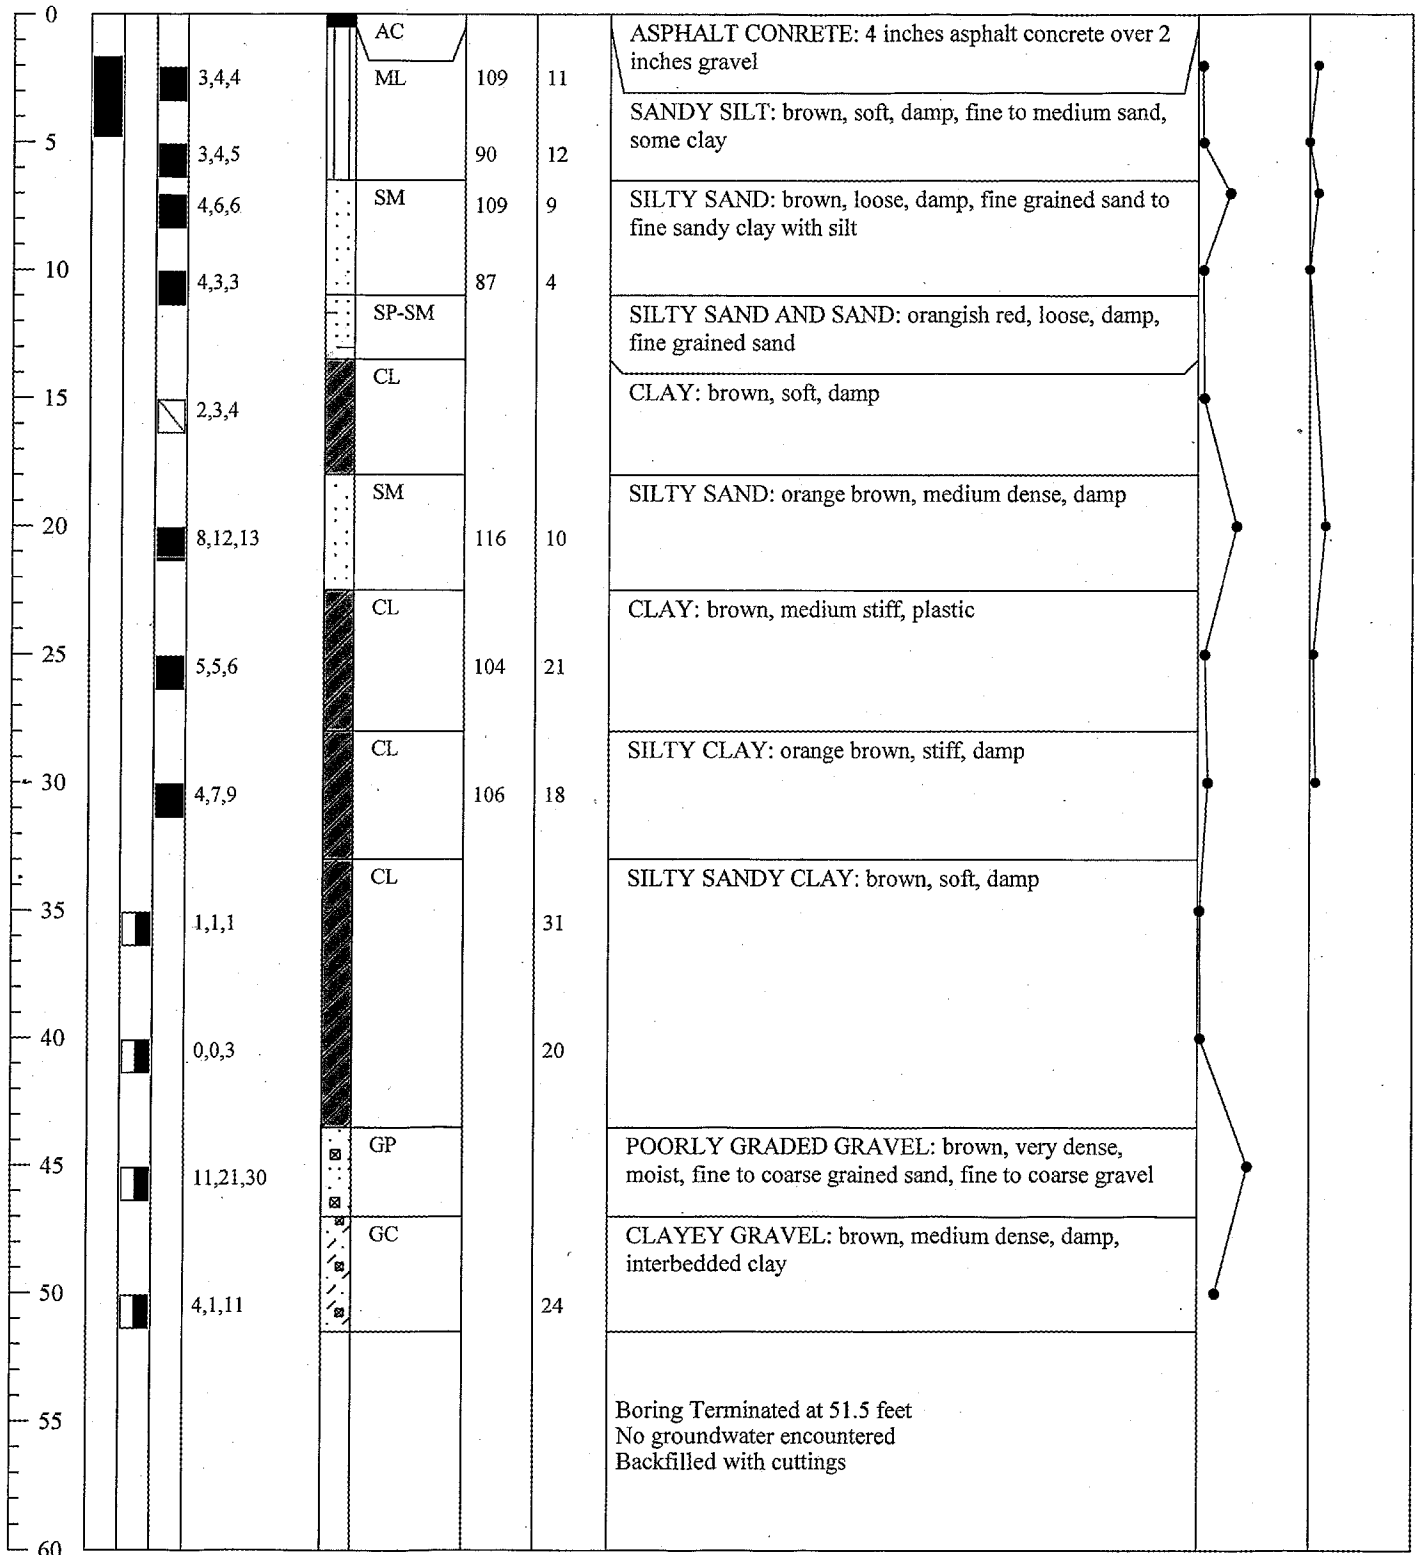 0
AC
ASPHALT CONRETE: 4 inches asphalt concrete over 2
inches gravel
3,4,4
ML
109
11
SANDY SILT: brown, soft, damp, fine to medium sand,
some clay
5
3,4,5
90
12
4,6,6
SM
109
9
SILTY SAND: brown, loose, damp, fine grained sand to
fine sandy clay with silt
10
4,3,3
87
4
SP-SM
SILTY SAND AND SAND: orangish red, loose, damp,
fine grained sand
CL
CLAY: brown, soft, damp
15
2,3,4
SM
SILTY SAND: orange brown, medium dense, damp
20
8,12,13
116
10
CL
CLAY: brown, medium stiff, plastic
25
5,5,6
104
21
CL
SILTY CLAY: orange brown, stiff, damp
30
4,7,9
106
18
CL
SILTY SANDY CLAY: brown, soft, damp
35
1,1,1
31
40
0,0,3
20
GP
POORLY GRADED GRAVEL: brown, very dense,
moist, fine to coarse grained sand, fine to coarse gravel
45
11,21,30
GC
CLAYEY GRAVEL: brown, medium dense, damp,
interbedded clay
50
4,1,11
24
55
Boring Terminated at 51.5 feet
No groundwater encountered
Backfilled with cuttings
60